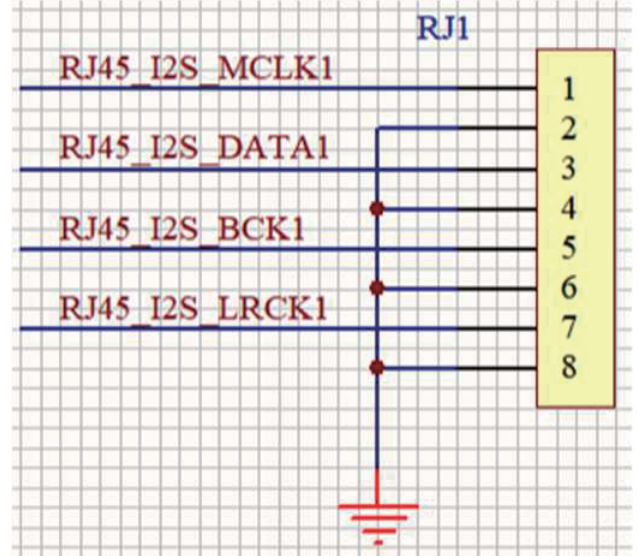 RJ1
RJ45_I2S_MCLK1
1
2
RJ45_I2S_DATA1
3
4
RJ45_I2S_BCK1
5
6
RJ45_I2S_LRCK1
7
8